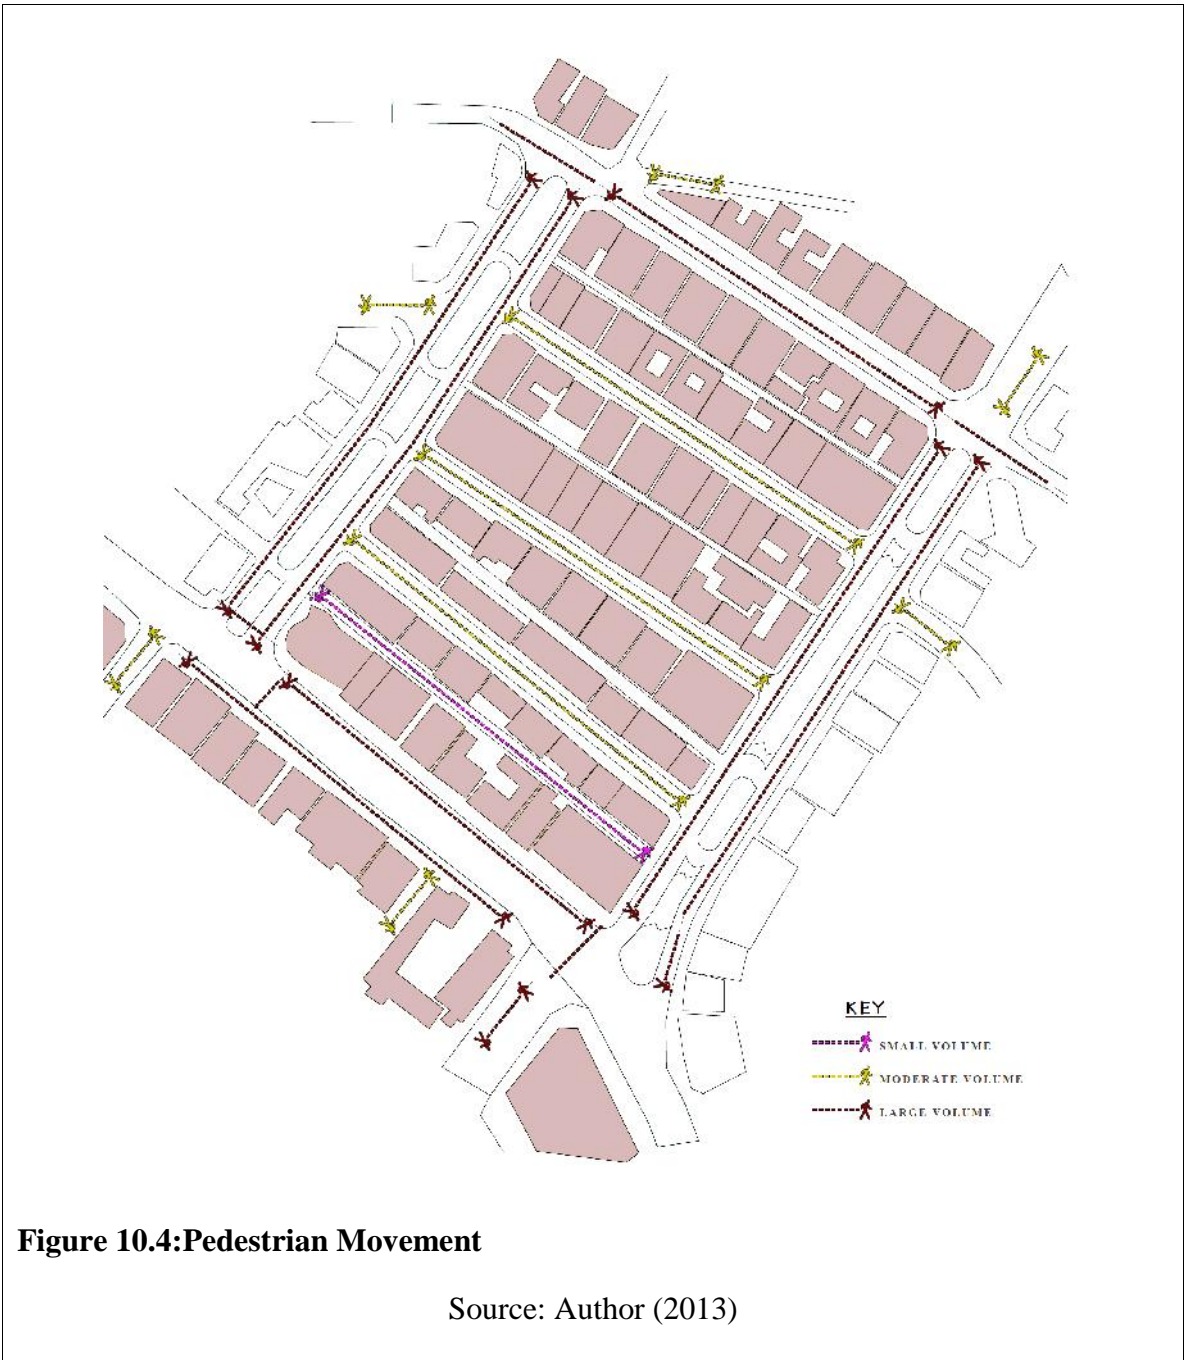 KEY
SMALL VOLUME
MODERATE VOLUME
LARGE VOLUME
Figure 10.4:Pedestrian Movement
Source: Author (2013)